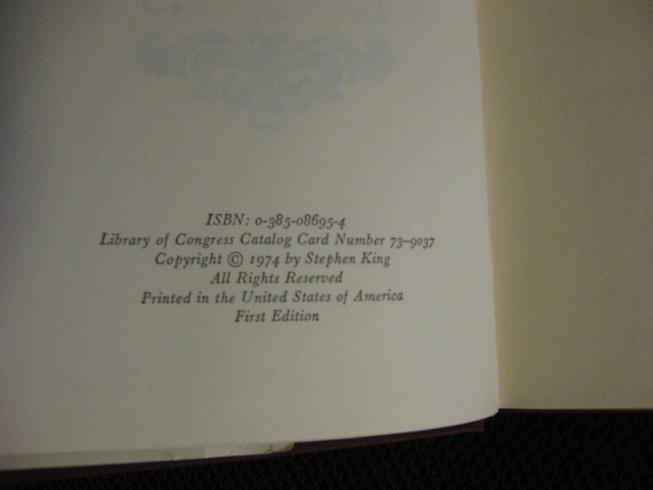 ISBN: 0-385-08695-4
Library of Congress Catalog Card Number 73-9037
Copyright © 1974 by Stephen King
All Rights Reserved
Printed in the United States of America
First Edition